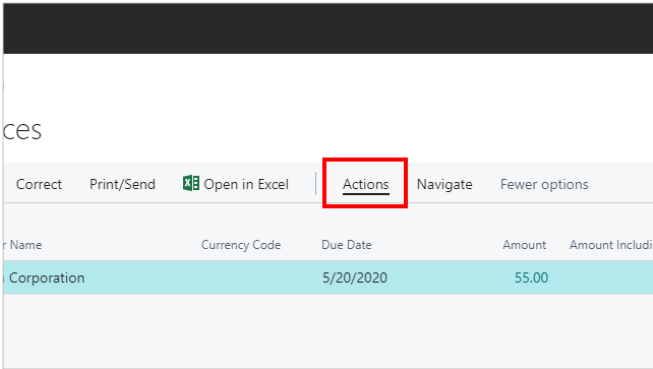 ces
Correct Print/Send Open in Excel Actions Navigate Fewer options
r Name Currency Code Due Date Amount Amount Includi
Corporation 5/20/2020 55.00